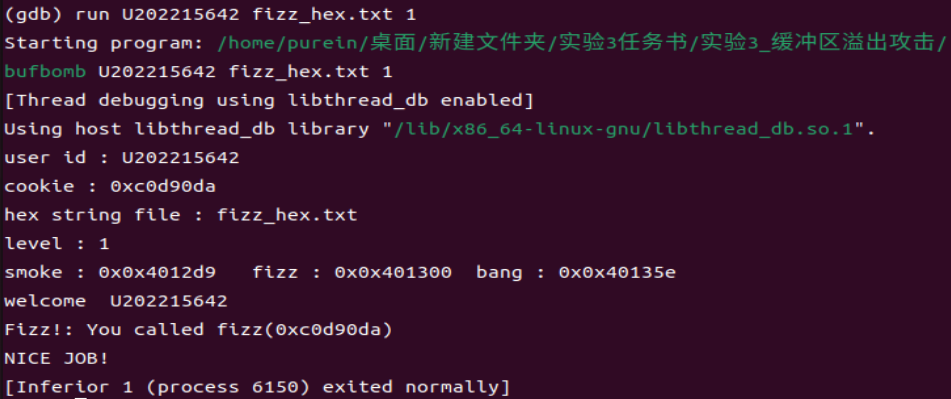 (gdb) run U202215642 fizz_hex.txt 1
Starting program: /home/purein/桌面/新建文件夹/实验3任务书/实验3_缓冲区溢出攻击/
bufbomb U202215642 fizz_hex.txt 1
[Thread debugging using libthread_db enabled]
Using host libthread_db library "/lib/x86_64-linux-gnu/libthread_db.so.1".
user id : U202215642
cookie : 0xc0d90da
hex string file : fizz_hex.txt
level : 1
smoke : 0x0x4012d9   fizz : 0x0x401300  bang : 0x0x40135e
welcome  U202215642
Fizz!: You called fizz(0xc0d90da)
NICE JOB!
[Inferior 1 (process 6150) exited normally]